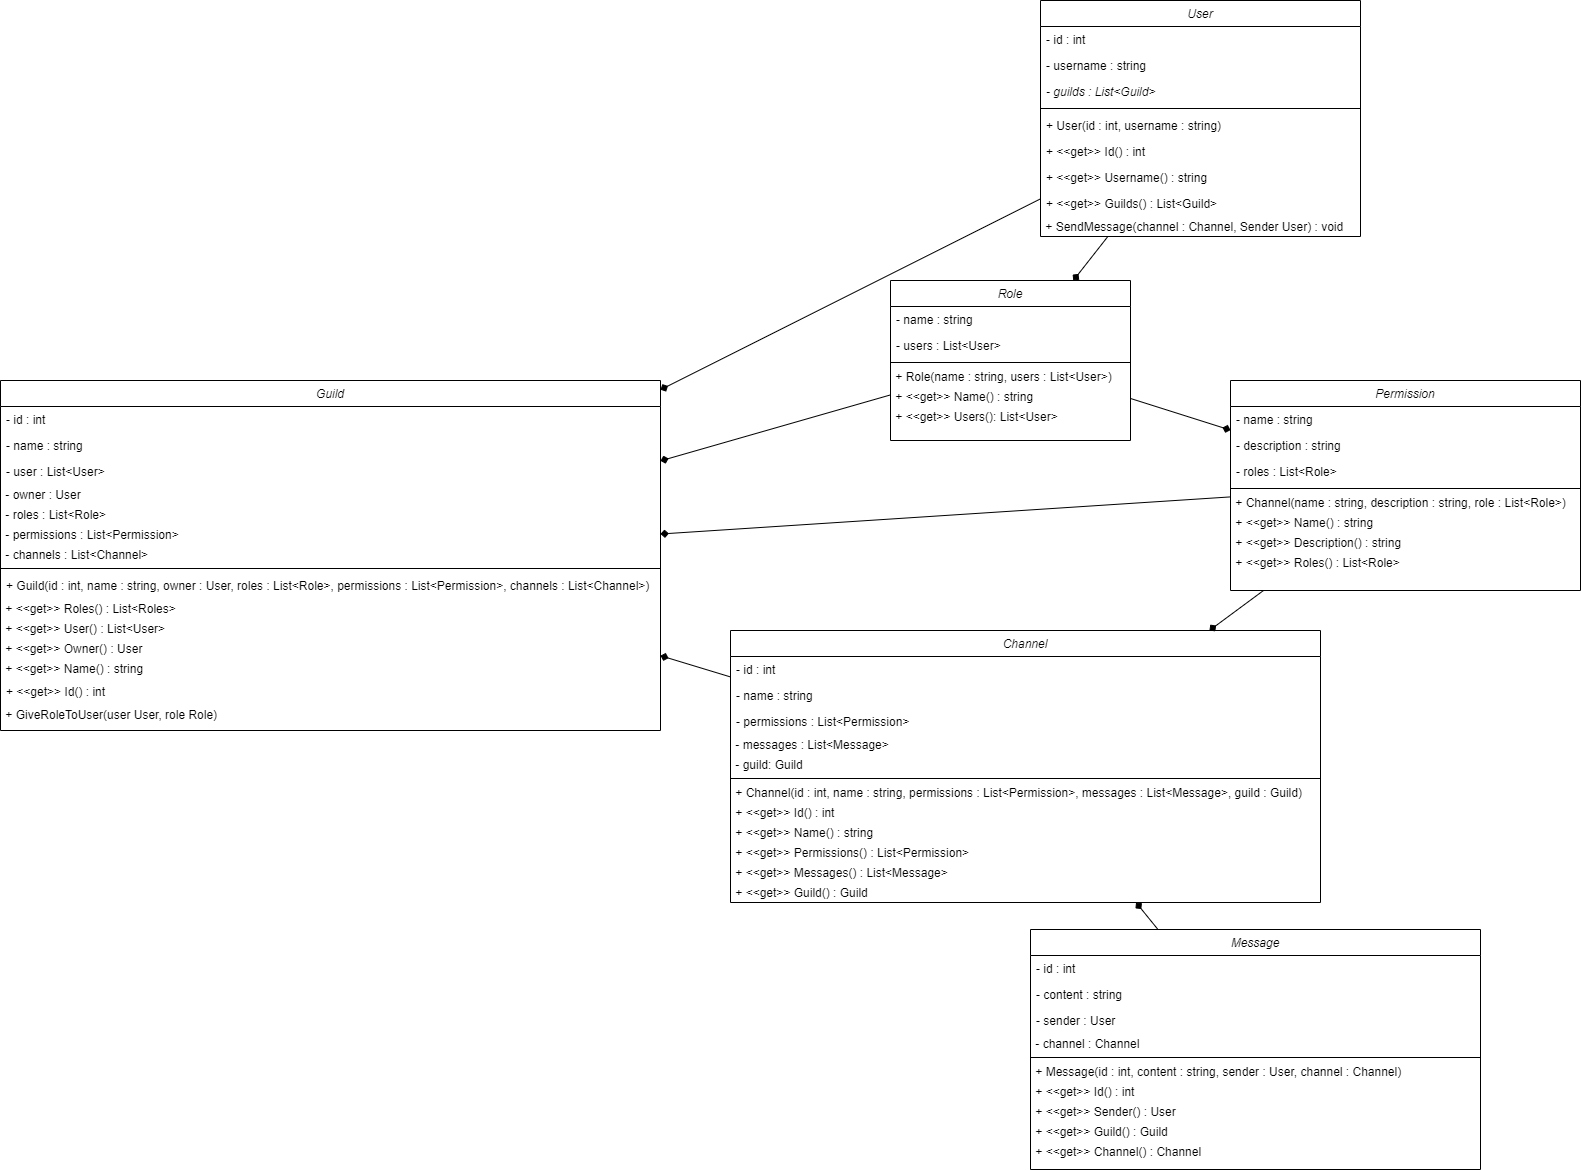 User
- id : int
- username : string
- guilds : List<Guild>
+ User(id : int, username : string)
+ <<get>> Id() : int
+ <<get>> Username() : string
+ <<get>> Guilds() : List<Guild>
+ SendMessage(channel : Channel, Sender User) : void
Role
- name : string
- users : List<User>
+ Role(name : string, users : List<User>)
+ <<get>> Name() : string
+ <<get>> Users(): List<User>
Guild
- id : int
- name : string
- user : List<User>
- owner : User
- roles : List<Role>
- permissions : List<Permission>
- channels : List<Channel>
+ Guild(id : int, name : string, owner : User, roles : List<Role>, permissions : List<Permission>, channels : List<Channel>)
+ <<get>> Roles() : List<Roles>
+ <<get>> User() : List<User>
+ <<get>> Owner() : User
+ <<get>> Name() : string
+ <<get>> Id() : int
+ GiveRoleToUser(user User, role Role)
Permission
- name : string
- description : string
- roles : List<Role>
+ Channel(name : string, description : string, role : List<Role>)
+ <<get>> Name() : string
+ <<get>> Description() : string
+ <<get>> Roles() : List<Role>
Channel
- id : int
- name : string
- permissions : List<Permission>
- messages : List<Message>
- guild: Guild
+ Channel(id : int, name : string, permissions : List<Permission>, messages : List<Message>, guild : Guild)
+ <<get>> Id() : int
+ <<get>> Name() : string
+ <<get>> Permissions() : List<Permission>
+ <<get>> Messages() : List<Message>
+ <<get>> Guild() : Guild
Message
- id : int
- content : string
- sender : User
- channel : Channel
+ Message(id : int, content : string, sender : User, channel : Channel)
+ <<get>> Id() : int
+ <<get>> Sender() : User
+ <<get>> Guild() : Guild
+ <<get>> Channel() : Channel